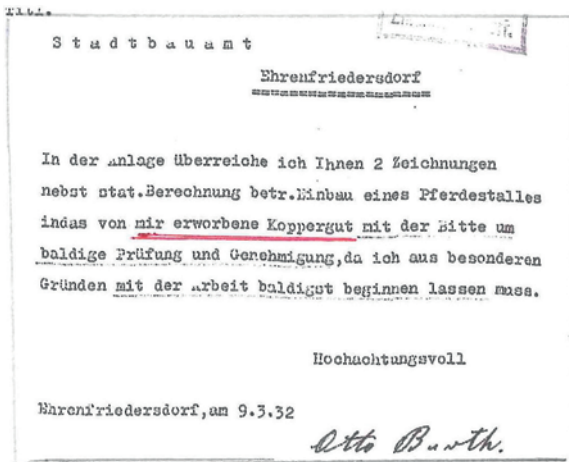 Titl.
S t a d t b a u a m t
Ehrenfriedersdorf
In der Anlage überreiche ich Ihnen 2 Zeichnungen
nebst stat.Berechnung betr.Einbau eines Pferdestalles
indas von mir erworbene Koppergut mit der Bitte um
baldige Prüfung und Genehmigung,da ich aus besonderen
Gründen mit der Arbeit baldigst beginnen lassen muss.
Hochachtungsvoll
Ehrenfriedersdorf,am 9.3.32
Otto Barth.